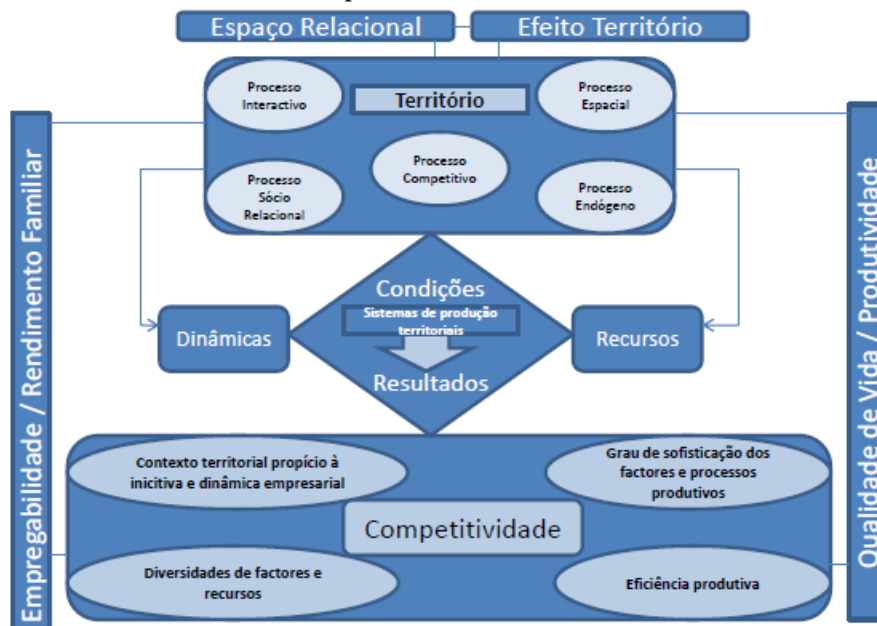 Espaço Relacional
Efeito Território
Processo
Interactivo
Território
Processo
Espacial
Processo
Competitivo
Processo
Sócio
Relacional
Processo
Endógeno
Empregabilidade / Rendimento Familiar
Qualidade de Vida / Produtividade
Condições
Sistemas de produção
territoriais
Dinâmicas
Recursos
Resultados
Contexto territorial propício à
inicitiva e dinâmica empresarial
Grau de sofisticação dos
factores e processos
produtivos
Competitividade
Diversidades de factores e
recursos
Eficiência produtiva